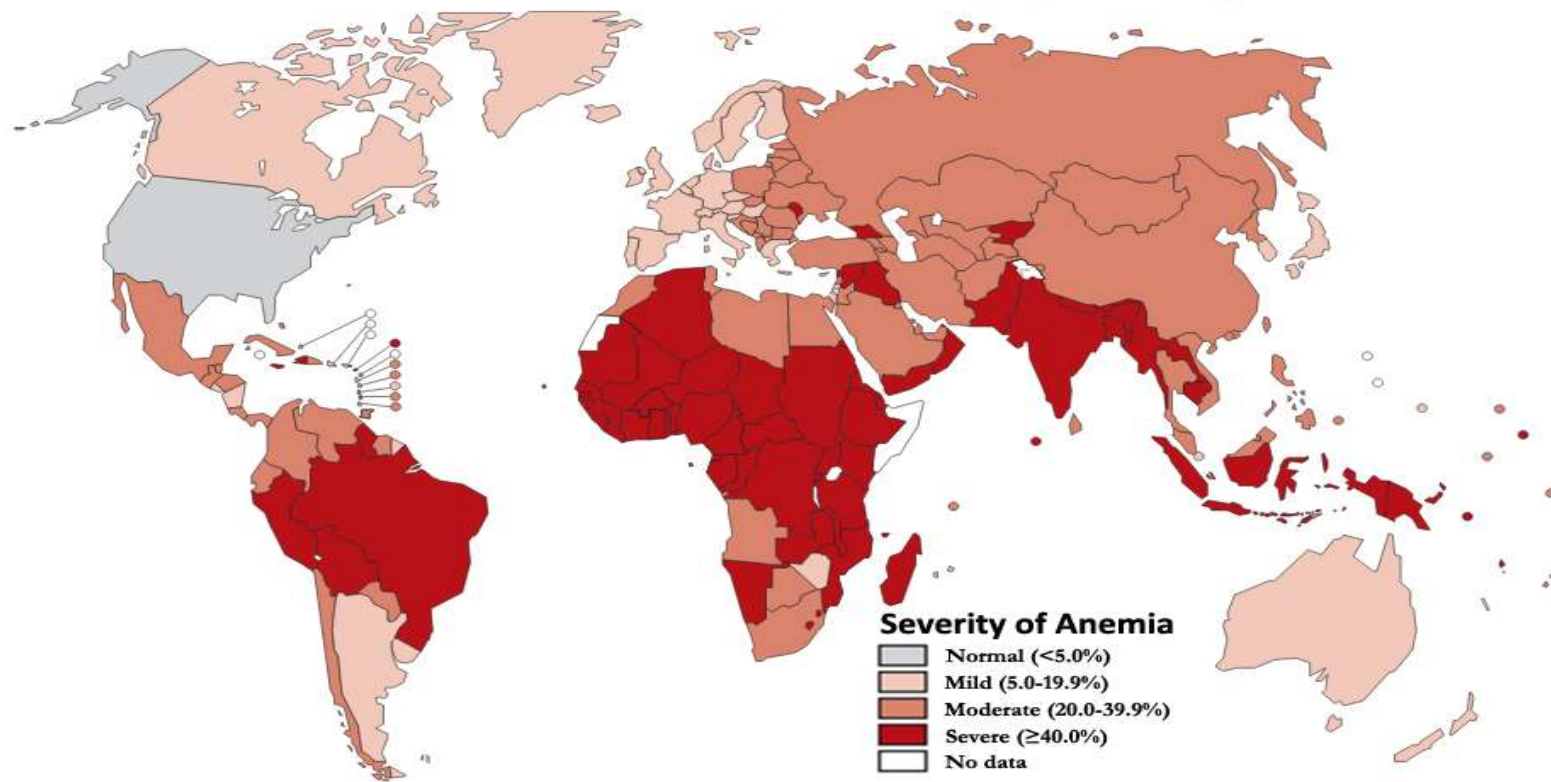 Severity of Anemia
Normal (<5.0%)
Mild (5.0-19.9%)
Moderate (20.0-39.9%)
Severe (≥40.0%)
No data